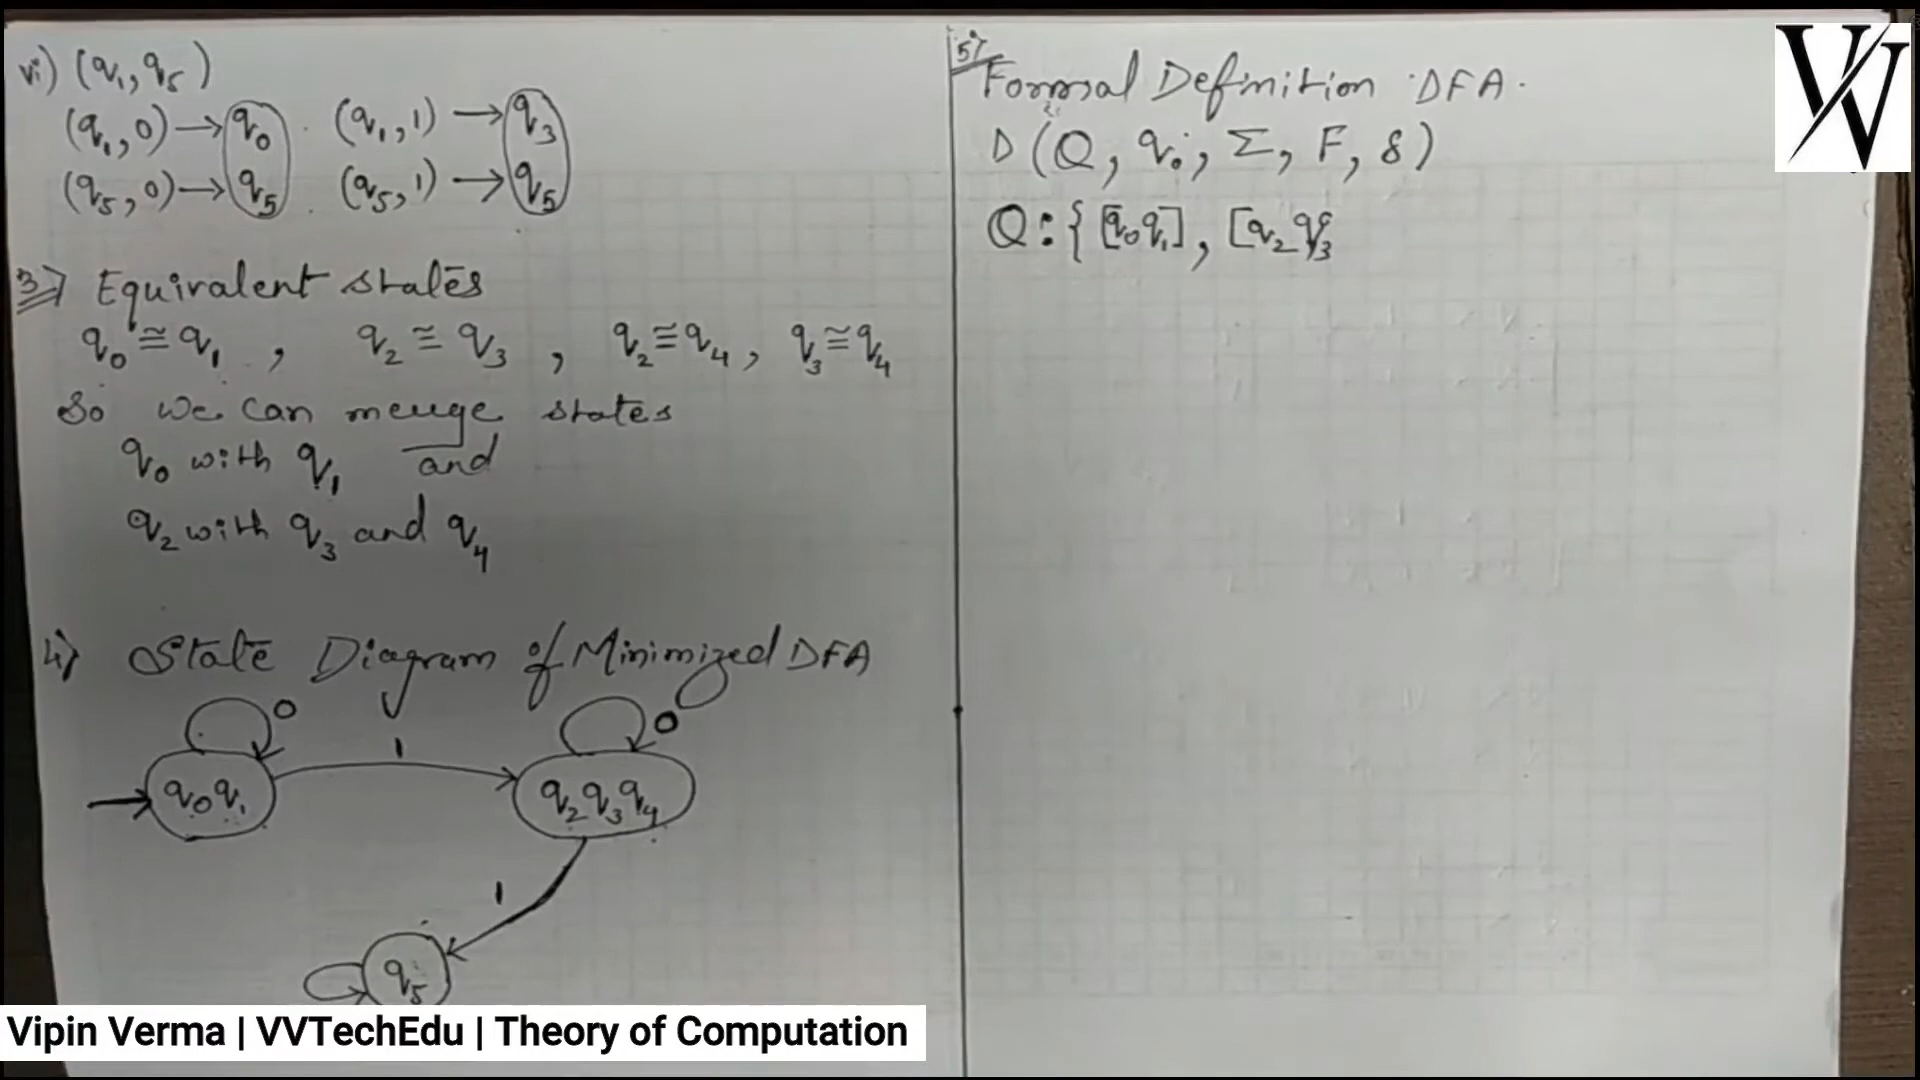 vi) (q₁, q₅)
(q₁, 0) → q₀ (q₁, 1) → q₃
(q₅, 0) → q₅ (q₅, 1) → q₅
3) Equivalent states
q₀ ≅ q₁ , q₂ ≅ q₃ , q₂ ≅ q₄ , q₃ ≅ q₄
So we can merge states
q₀ with q₁ and
q₂ with q₃ and q₄
4) State Diagram of Minimized DFA
0 1 0
q₀q₁ q₂q₃q₄
1
q₅
5) Formal Definition DFA.
D (Q, q₀, Σ, F, δ)
Q : { [q₀q₁], [q₂q₃
VV
Vipin Verma | VVTechEdu | Theory of Computation